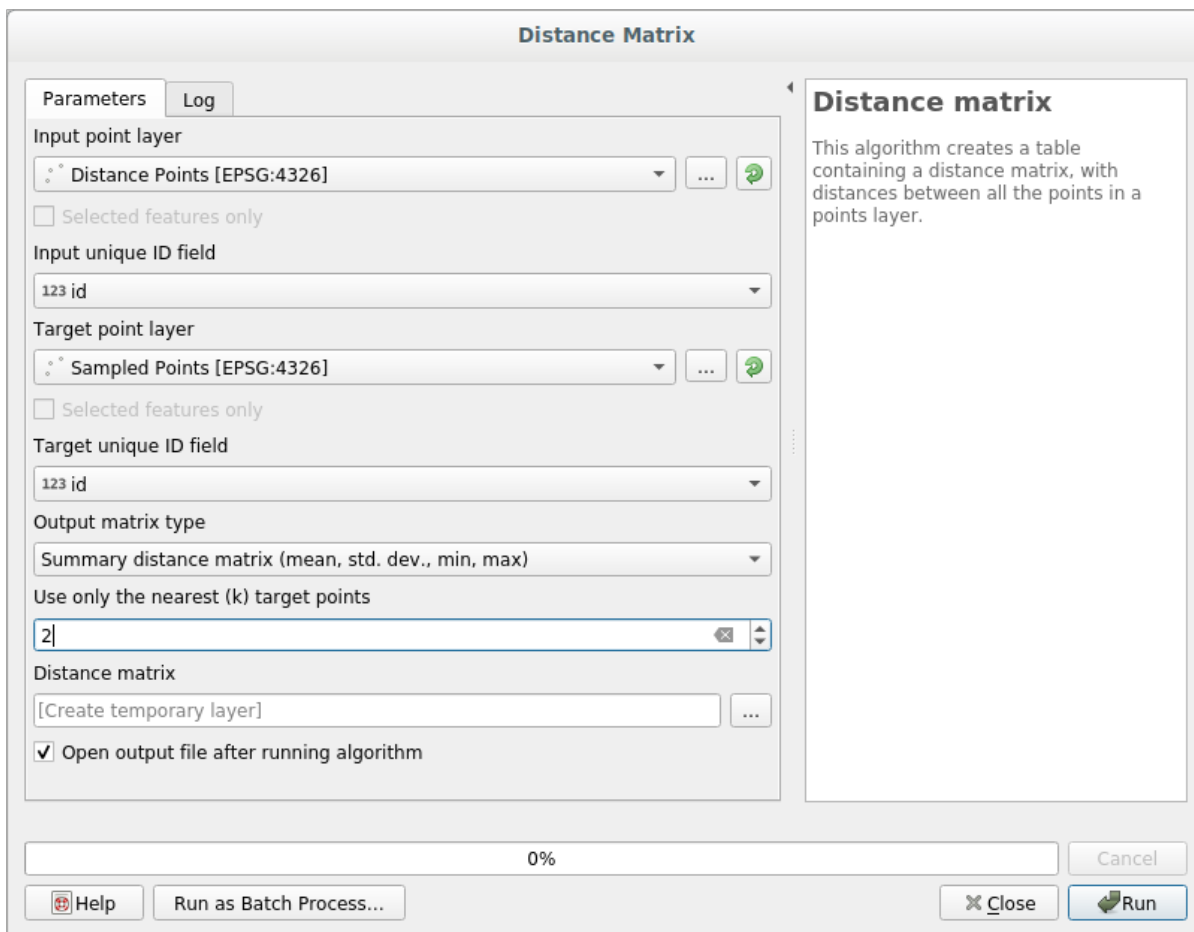 Distance Matrix
Parameters
Log
Input point layer
Distance Points [EPSG:4326]
...
Selected features only
Input unique ID field
123 id
Target point layer
Sampled Points [EPSG:4326]
...
Selected features only
Target unique ID field
123 id
Output matrix type
Summary distance matrix (mean, std. dev., min, max)
Use only the nearest (k) target points
2
Distance matrix
[Create temporary layer]
...
Open output file after running algorithm
Distance matrix
This algorithm creates a table
containing a distance matrix, with
distances between all the points in a
points layer.
0%
Cancel
Help
Run as Batch Process...
Close
Run